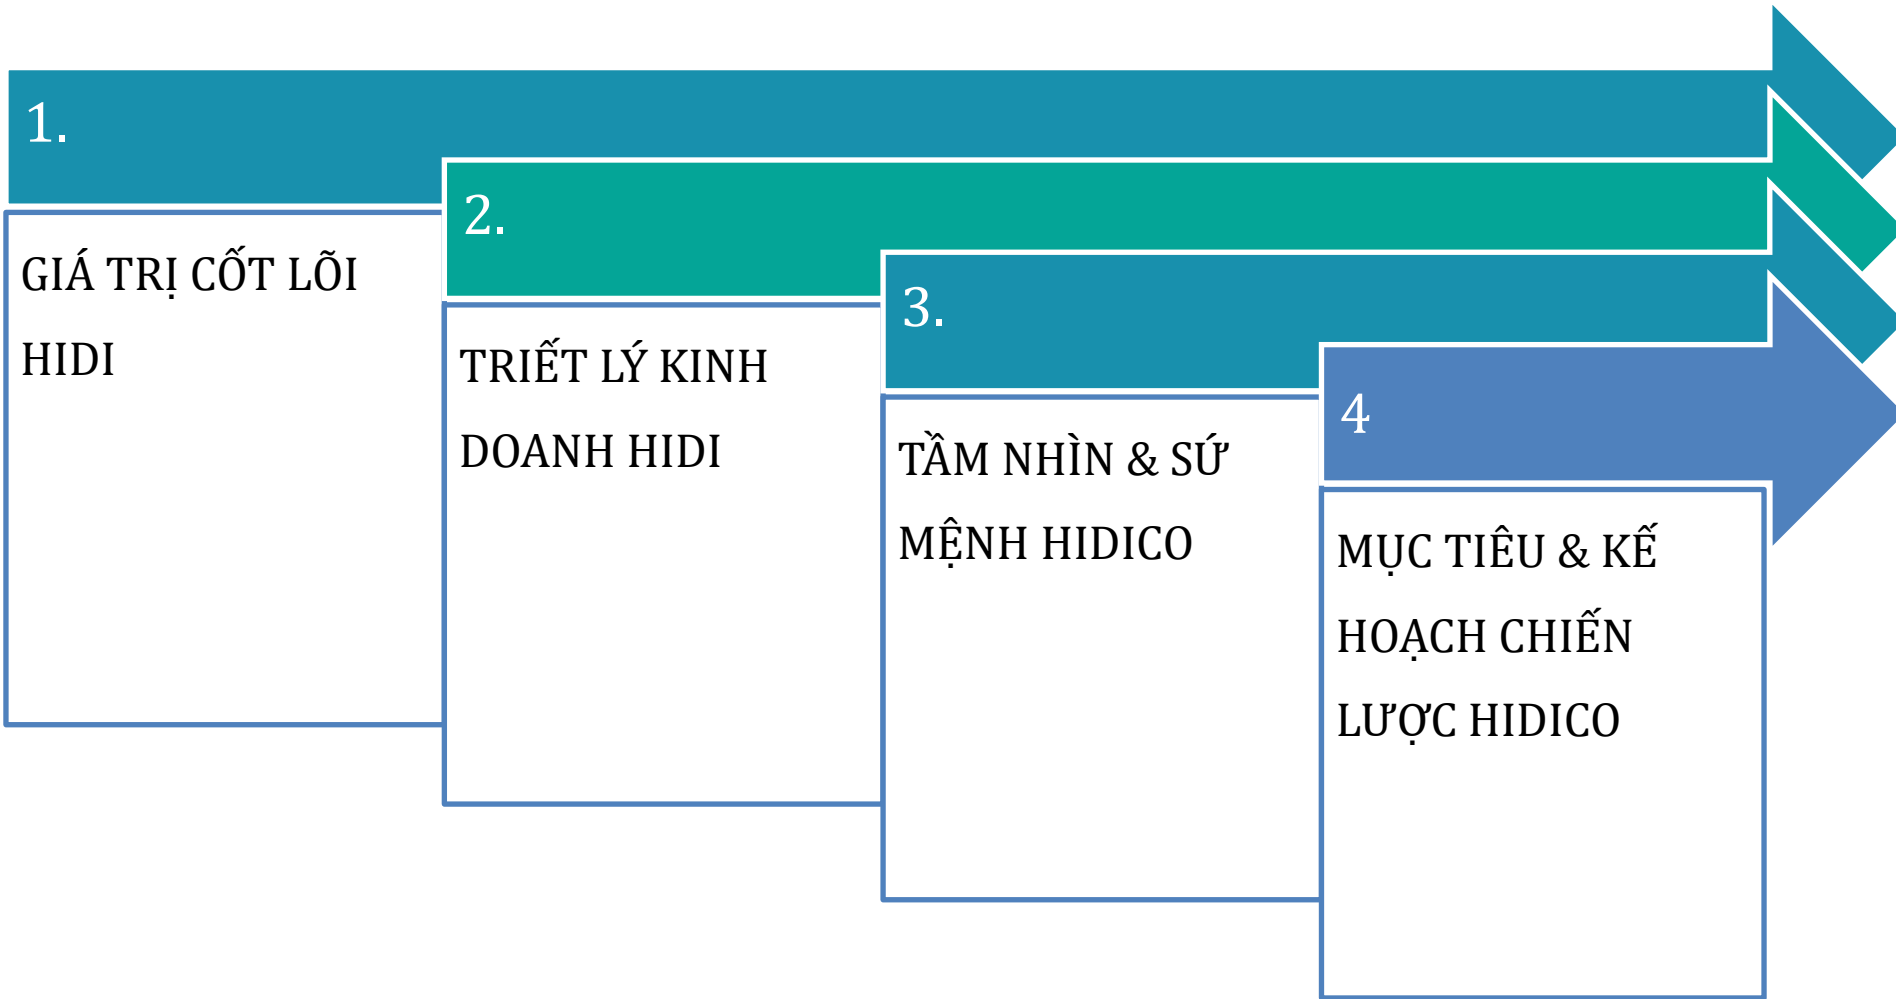 1.
GIÁ TRỊ CỐT LÕI
HIDI
2.
TRIẾT LÝ KINH
DOANH HIDI
3.
TẦM NHÌN & SỨ
MỆNH HIDICO
4
MỤC TIÊU & KẾ
HOẠCH CHIẾN
LƯỢC HIDICO